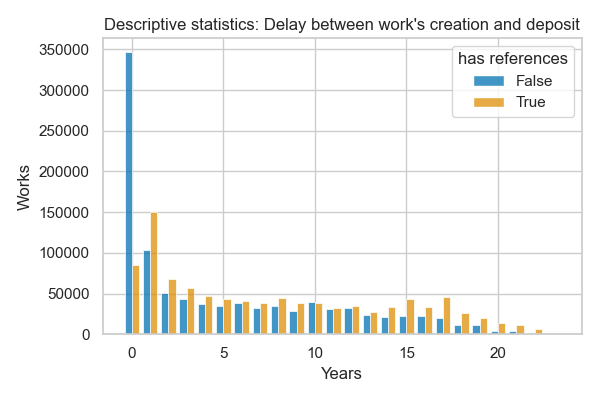 Descriptive statistics: Delay between work's creation and deposit
350000
300000
250000
200000
150000
100000
50000
0
Works
has references
False
True
0
5
10
15
20
Years